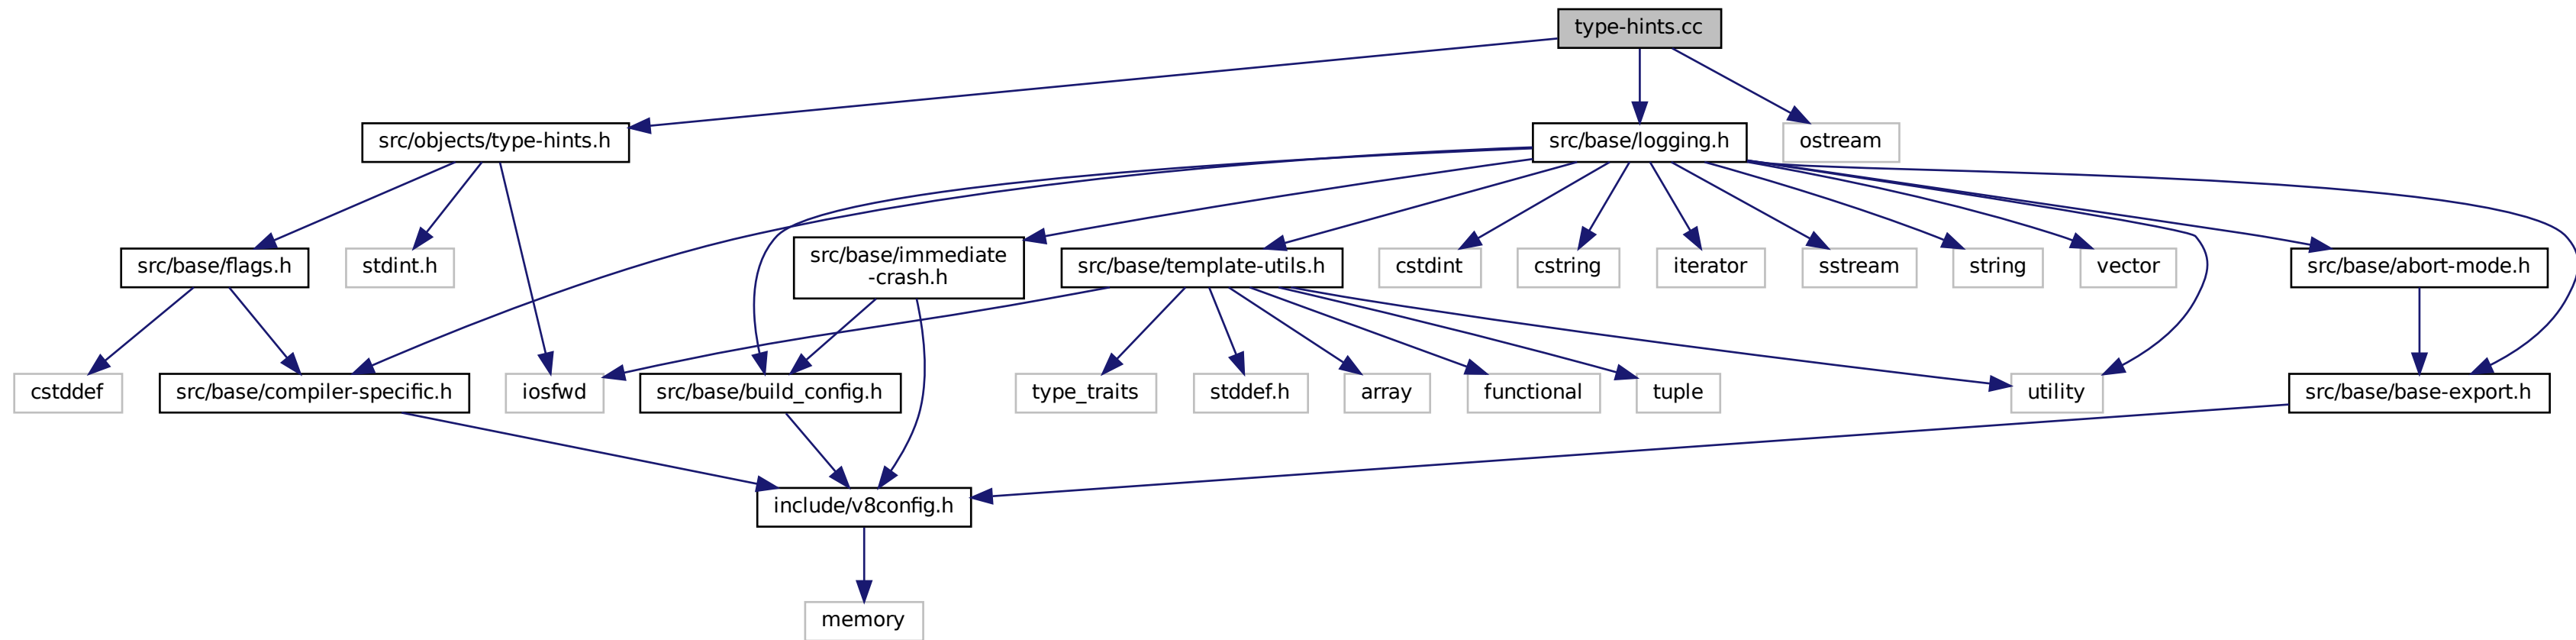 type-hints.cc
src/objects/type-hints.h
src/base/logging.h
ostream
src/base/flags.h
stdint.h
src/base/immediate
-crash.h
src/base/template-utils.h
cstdint
cstring
iterator
sstream
string
vector
src/base/abort-mode.h
cstddef
src/base/compiler-specific.h
iosfwd
src/base/build_config.h
type_traits
stddef.h
array
functional
tuple
utility
src/base/base-export.h
include/v8config.h
memory